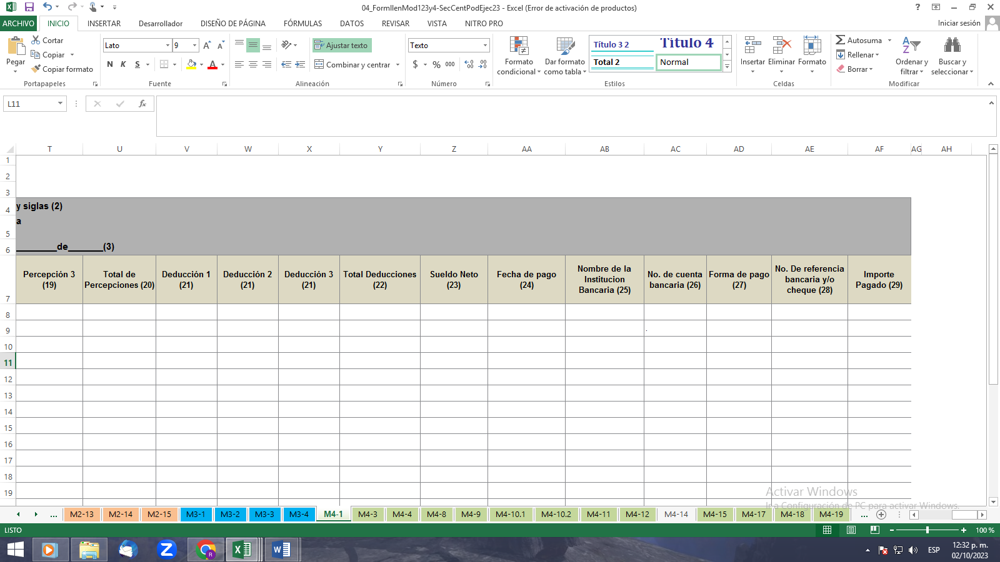 04_FormIIenMod123y4-SecCentPodEjec23 - Excel (Error de activación de productos)
ARCHIVO INICIO INSERTAR Desarrollador DISEÑO DE PÁGINA FÓRMULAS DATOS REVISAR VISTA NITRO PRO Iniciar sesión
Pegar
Cortar
Copiar
Copiar formato
Portapapeles
Lato 9
N K S
Fuente
Ajustar texto
Combinar y centrar
Alineación
Texto
$ % 000
Número
Formato condicional
Dar formato como tabla
Título 3 2 Título 4
Total 2 Normal
Estilos
Insertar Eliminar Formato
Celdas
Autosuma
Rellenar
Borrar
Ordenar y filtrar
Buscar y seleccionar
Modificar
L11 fx
T U V W X Y Z AA AB AC AD AE AF AG AH
1
2
3
4 y siglas (2)
a
5
6 ________de_______(3)
7 Percepción 3 (19) Total de Percepciones (20) Deducción 1 (21) Deducción 2 (21) Deducción 3 (21) Total Deducciones (22) Sueldo Neto (23) Fecha de pago (24) Nombre de la Institucion Bancaria (25) No. de cuenta bancaria (26) Forma de pago (27) No. De referencia bancaria y/o cheque (28) Importe Pagado (29)
8
9 .
10
11
12
13
14
15
16
17
18
19
Activar Windows
Ir a Configuración de PC para activar Windows.
... M2-13 M2-14 M2-15 M3-1 M3-2 M3-3 M3-4 M4-1 M4-3 M4-4 M4-8 M4-9 M4-10.1 M4-10.2 M4-11 M4-12 M4-14 M4-15 M4-17 M4-18 M4-19 ...
LISTO 100 %
ESP 12:32 p. m.
02/10/2023